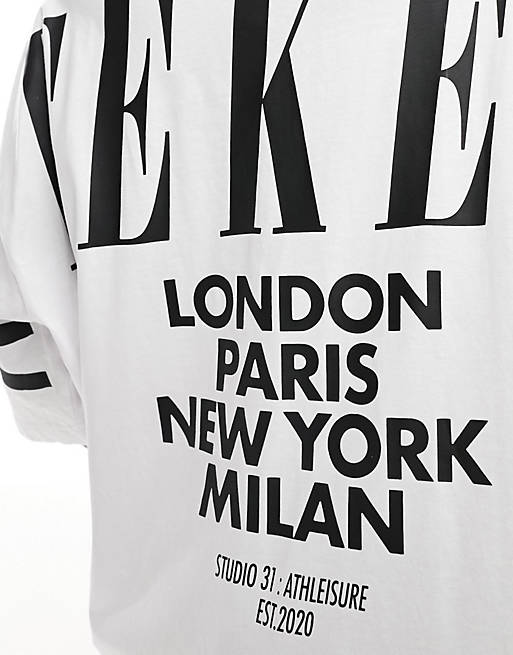 EKE
LONDON
PARIS
NEW YORK
MILAN
STUDIO 31 : ATHLEISURE
EST.2020